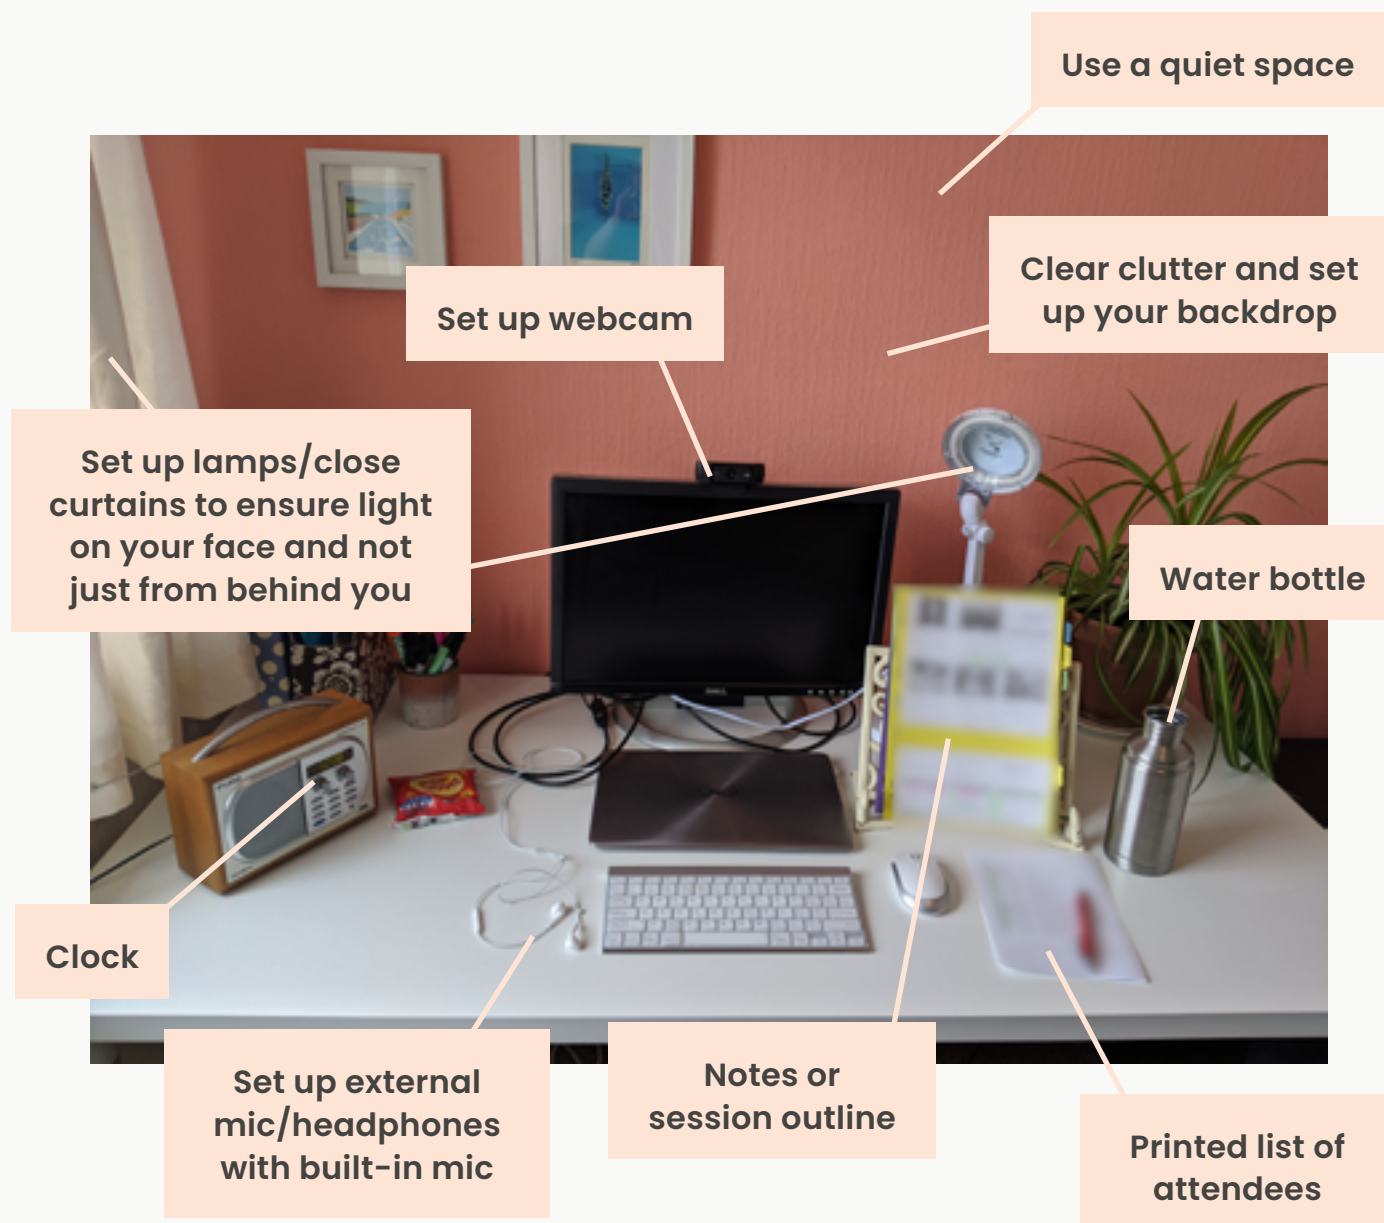 Use a quiet space
Clear clutter and set
up your backdrop
Set up webcam
Set up lamps/close
curtains to ensure light
on your face and not
just from behind you
Water bottle
Clock
Set up external
mic/headphones
with built-in mic
Notes or
session outline
Printed list of
attendees
DELL